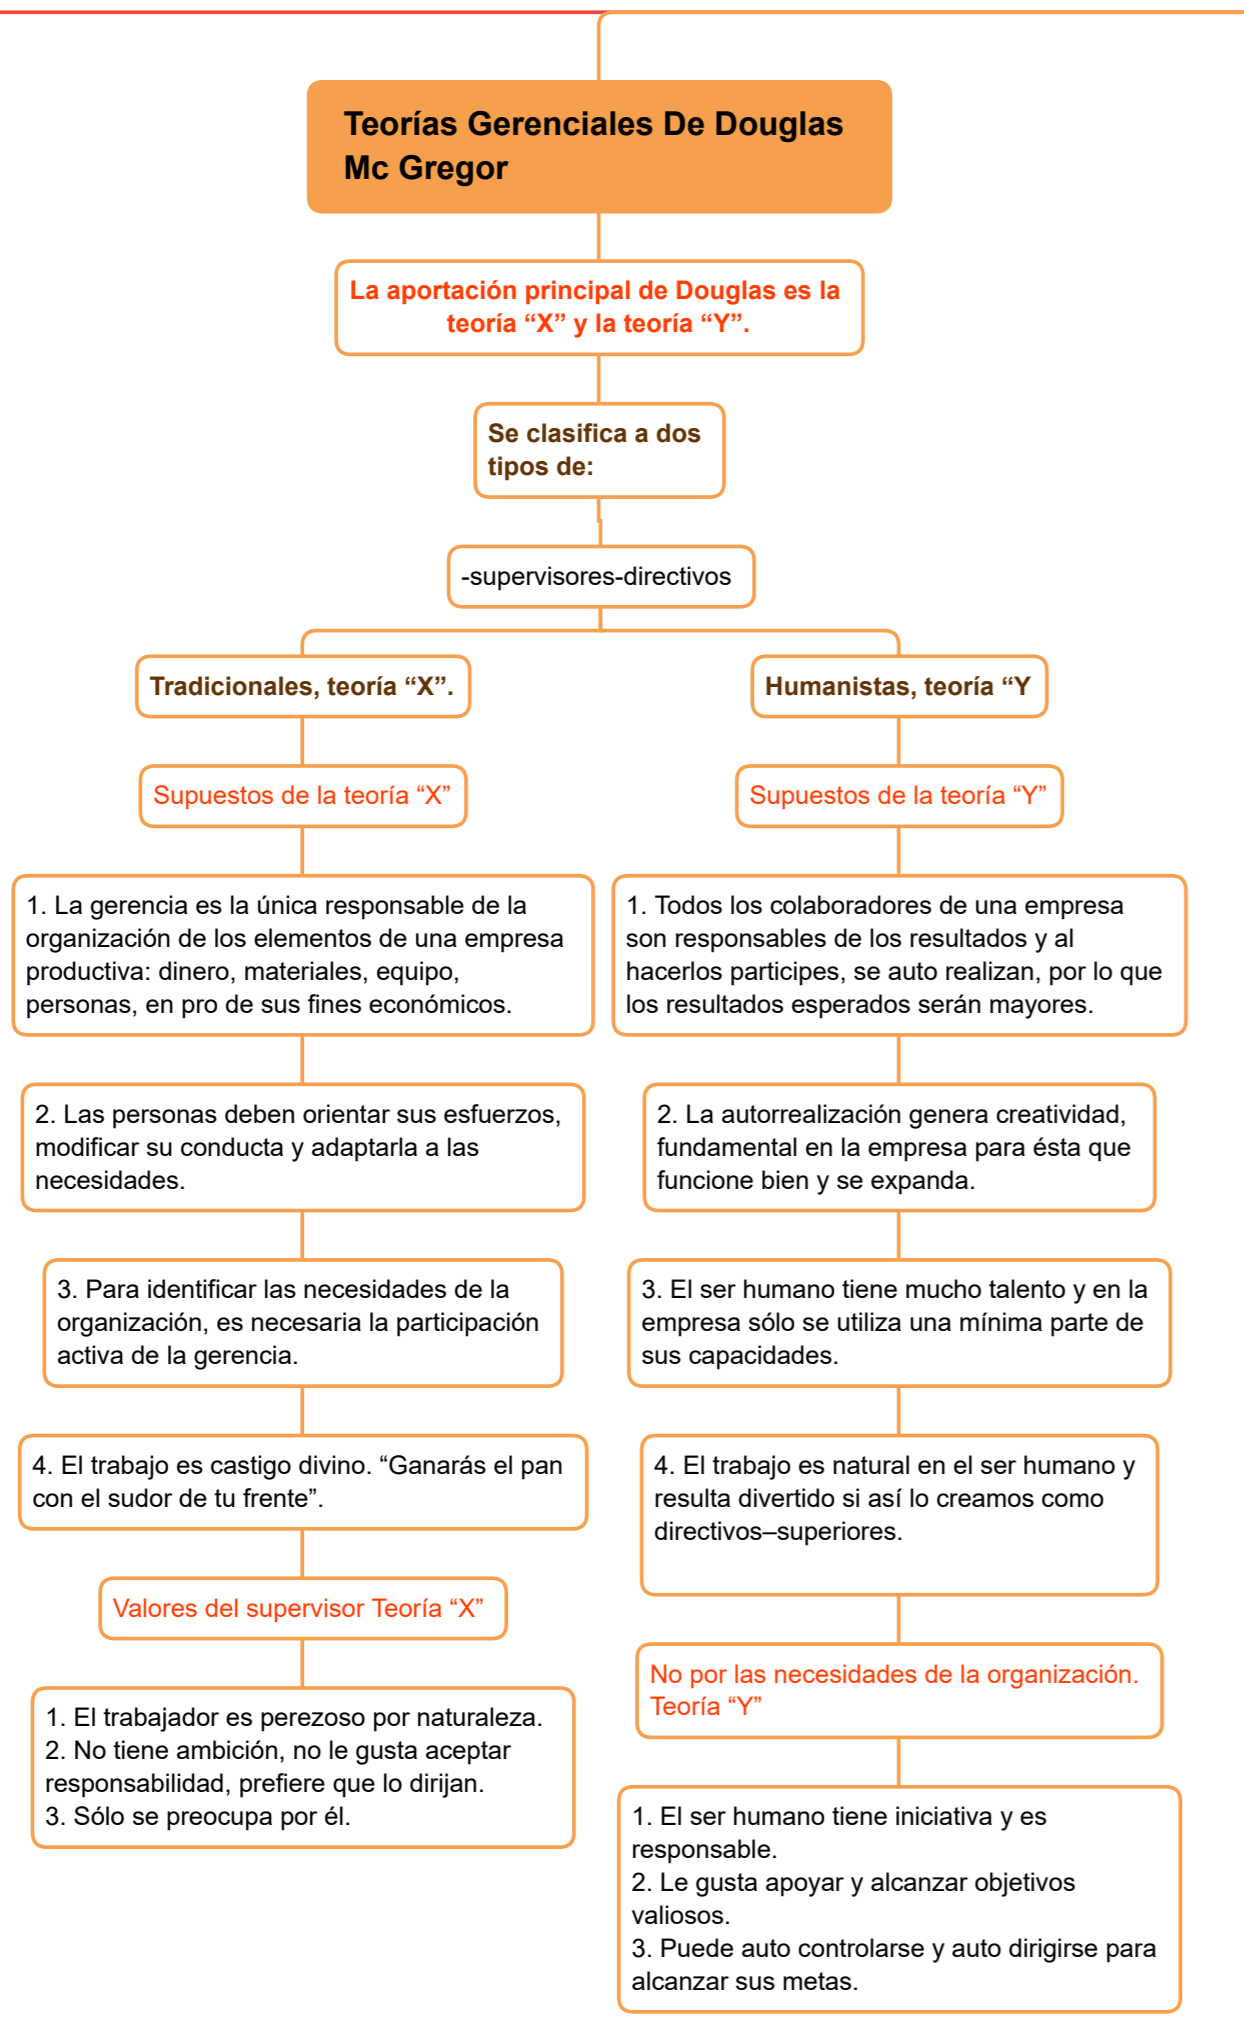 Teorías Gerenciales De Douglas
Mc Gregor
La aportación principal de Douglas es la
teoría “X” y la teoría “Y”.
Se clasifica a dos
tipos de:
-supervisores-directivos
Tradicionales, teoría “X”.
Supuestos de la teoría “X”
1. La gerencia es la única responsable de la
organización de los elementos de una empresa
productiva: dinero, materiales, equipo,
personas, en pro de sus fines económicos.
2. Las personas deben orientar sus esfuerzos,
modificar su conducta y adaptarla a las
necesidades.
3. Para identificar las necesidades de la
organización, es necesaria la participación
activa de la gerencia.
4. El trabajo es castigo divino. “Ganarás el pan
con el sudor de tu frente”.
Valores del supervisor Teoría “X”
1. El trabajador es perezoso por naturaleza.
2. No tiene ambición, no le gusta aceptar
responsabilidad, prefiere que lo dirijan.
3. Sólo se preocupa por él.
Humanistas, teoría “Y
Supuestos de la teoría “Y”
1. Todos los colaboradores de una empresa
son responsables de los resultados y al
hacerlos participes, se auto realizan, por lo que
los resultados esperados serán mayores.
2. La autorrealización genera creatividad,
fundamental en la empresa para ésta que
funcione bien y se expanda.
3. El ser humano tiene mucho talento y en la
empresa sólo se utiliza una mínima parte de
sus capacidades.
4. El trabajo es natural en el ser humano y
resulta divertido si así lo creamos como
directivos–superiores.
No por las necesidades de la organización.
Teoría “Y”
1. El ser humano tiene iniciativa y es
responsable.
2. Le gusta apoyar y alcanzar objetivos
valiosos.
3. Puede auto controlarse y auto dirigirse para
alcanzar sus metas.